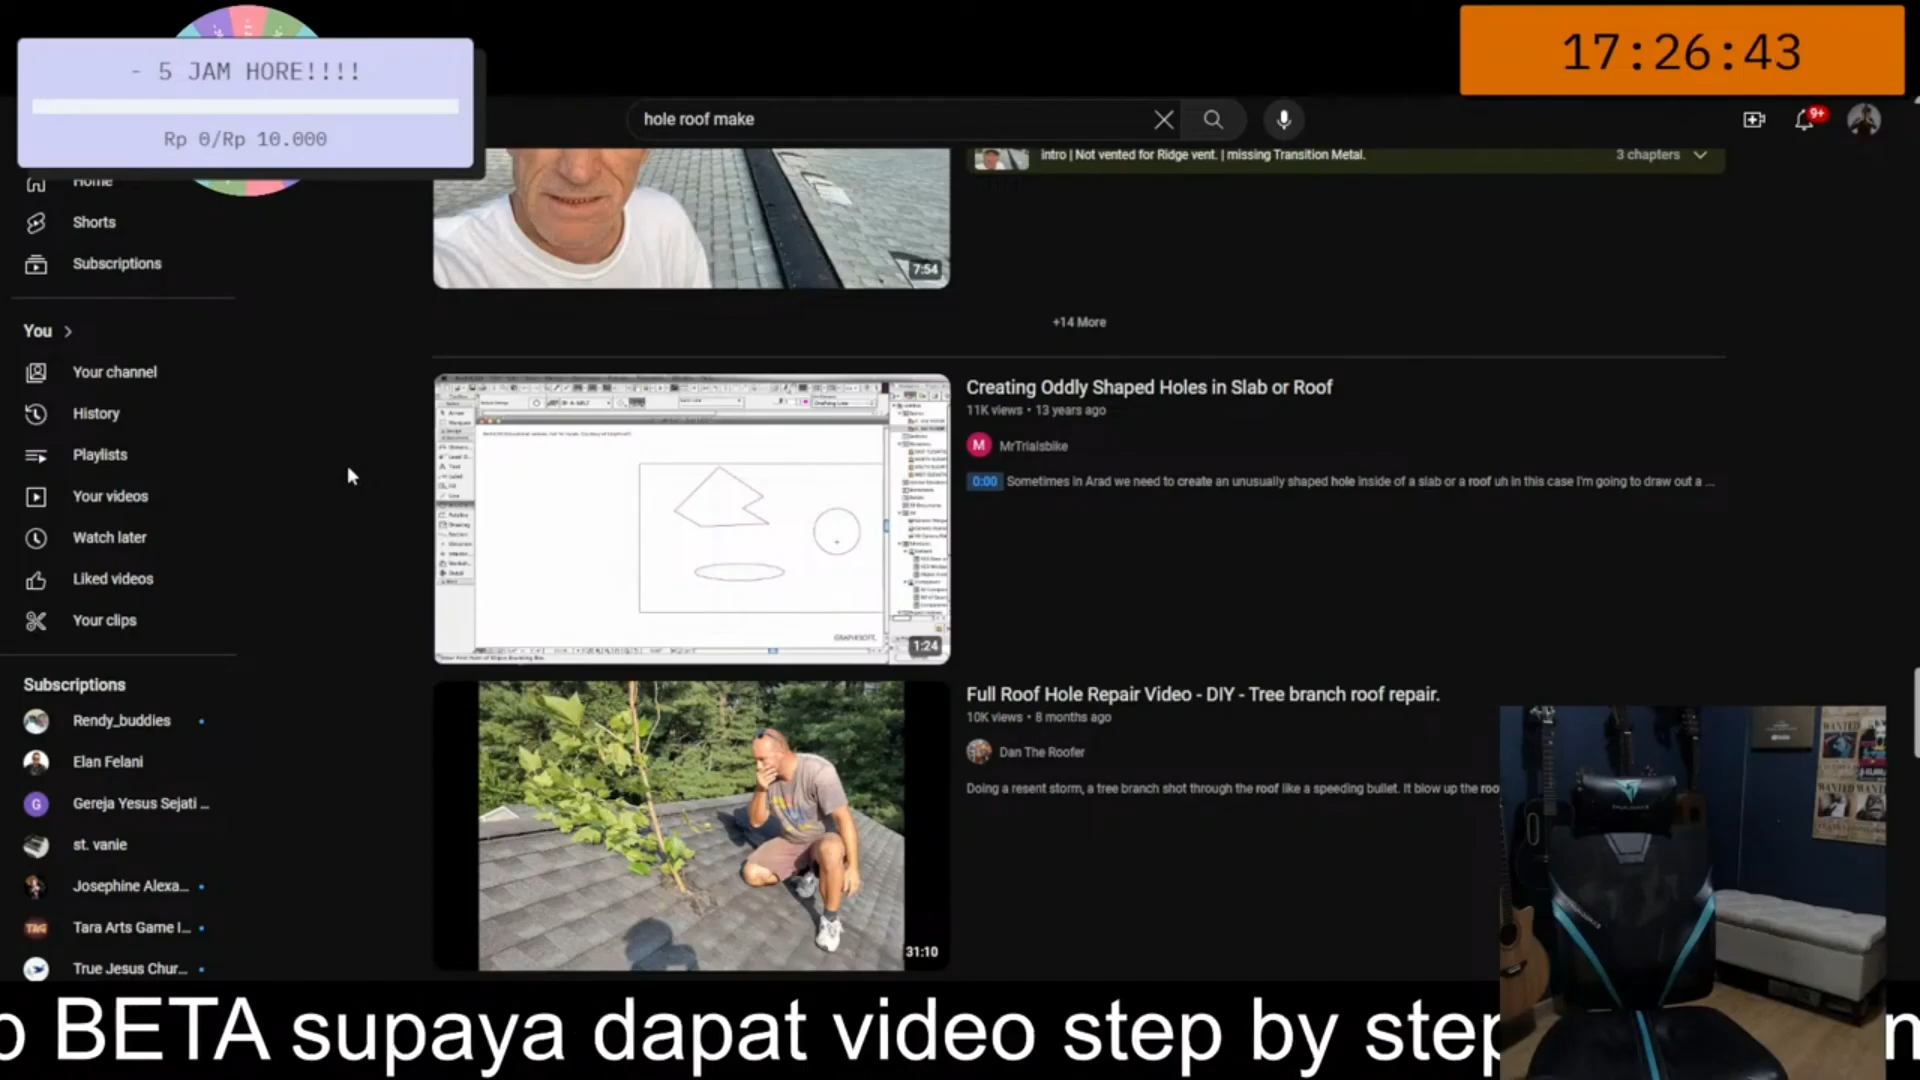 - 5 JAM HORE!!!!
Rp 0/Rp 10.000
17:26:43
hole roof make
9+
Home
Shorts
Subscriptions
You
Your channel
History
Playlists
Your videos
Watch later
Liked videos
Your clips
Subscriptions
Rendy_buddies
Elan Felani
G
Gereja Yesus Sejati ...
st. vanie
Josephine Alexa...
TAG
Tara Arts Game I...
True Jesus Chur...
7:54
intro | Not vented for Ridge vent. | missing Transition Metal.
3 chapters
+14 More
GRAPHISOFT.
1:24
Creating Oddly Shaped Holes in Slab or Roof
11K views • 13 years ago
M
MrTrialsbike
0:00 Sometimes in Arad we need to create an unusually shaped hole inside of a slab or a roof uh in this case I'm going to draw out a ...
31:10
Full Roof Hole Repair Video - DIY - Tree branch roof repair.
10K views • 8 months ago
Dan The Roofer
Doing a resent storm, a tree branch shot through the roof like a speeding bullet. It blow up the roo
WANTED
WANTED WANTED
BETA supaya dapat video step by step